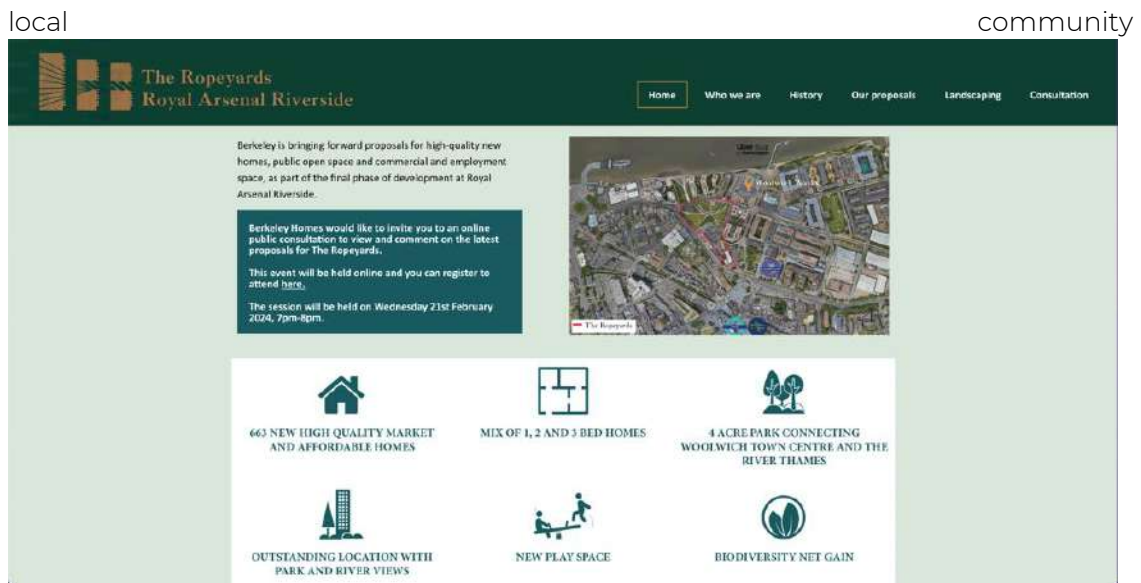 local community
The Ropeyards
Royal Arsenal Riverside
Home Who we are History Our proposals Landscaping Consultation
Berkeley is bringing forward proposals for high-quality new
homes, public open space and commercial and employment
space, as part of the final phase of development at Royal
Arsenal Riverside.
Berkeley Homes would like to invite you to an online
public consultation to view and comment on the latest
proposals for The Ropeyards.
This event will be held online and you can register to
attend here.
The session will be held on Wednesday 21st February
2024, 7pm-8pm.
The Ropeyards
663 NEW HIGH QUALITY MARKET
AND AFFORDABLE HOMES
MIX OF 1, 2 AND 3 BED HOMES
4 ACRE PARK CONNECTING
WOOLWICH TOWN CENTRE AND THE
RIVER THAMES
OUTSTANDING LOCATION WITH
PARK AND RIVER VIEWS
NEW PLAY SPACE
BIODIVERSITY NET GAIN